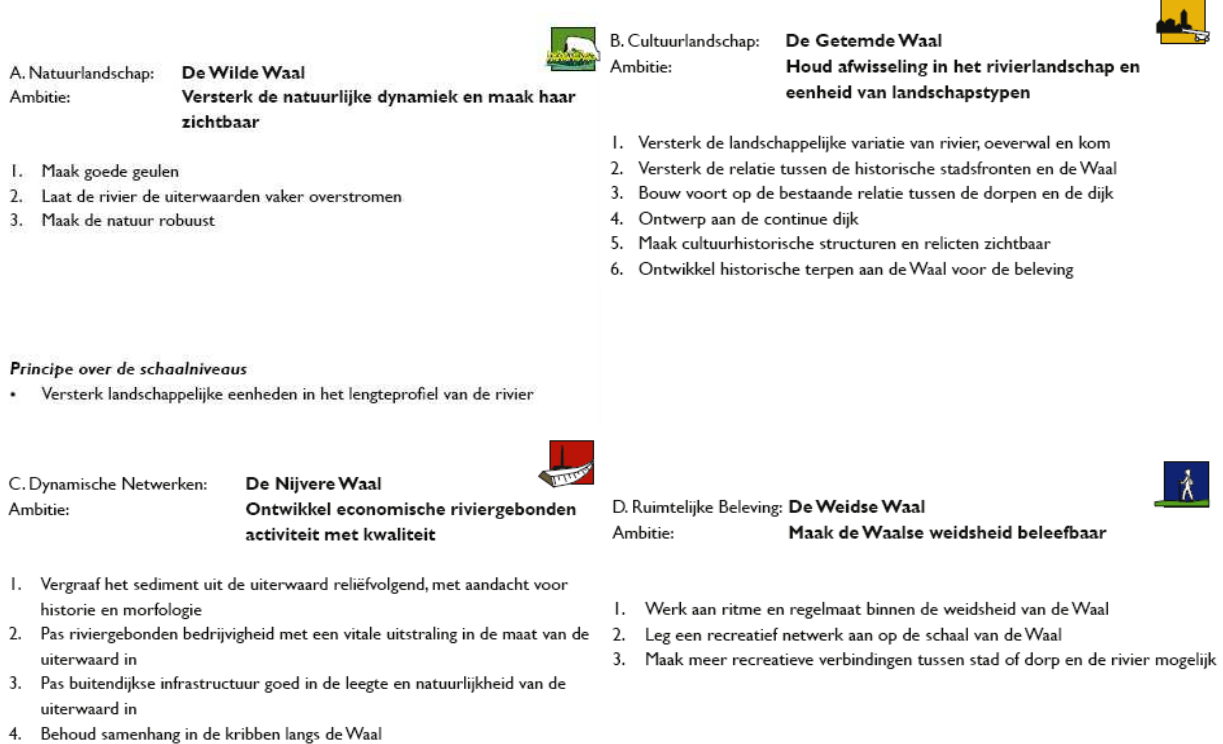 A. Natuurlandschap: De Wilde Waal
Ambitie: Versterk de natuurlijke dynamiek en maak haar
zichtbaar
1. Maak goede geulen
2. Laat de rivier de uiterwaarden vaker overstromen
3. Maak de natuur robuust
Principe over de schaalniveaus
• Versterk landschappelijke eenheden in het lengteprofiel van de rivier
B. Cultuurlandschap: De Getemde Waal
Ambitie: Houd afwisseling in het rivierlandschap en
eenheid van landschapstypen
1. Versterk de landschappelijke variatie van rivier, oeverwal en kom
2. Versterk de relatie tussen de historische stadsfronten en de Waal
3. Bouw voort op de bestaande relatie tussen de dorpen en de dijk
4. Ontwerp aan de continue dijk
5. Maak cultuurhistorische structuren en relicten zichtbaar
6. Ontwikkel historische terpen aan de Waal voor de beleving
C. Dynamische Netwerken: De Nijvere Waal
Ambitie: Ontwikkel economische riviergebonden
activiteit met kwaliteit
1. Vergraaf het sediment uit de uiterwaard reliëfvolgend, met aandacht voor
historie en morfologie
2. Pas riviergebonden bedrijvigheid met een vitale uitstraling in de maat van de
uiterwaard in
3. Pas buitendijkse infrastructuur goed in de leegte en natuurlijkheid van de
uiterwaard in
4. Behoud samenhang in de kribben langs de Waal
D. Ruimtelijke Beleving: De Weidse Waal
Ambitie: Maak de Waalse weidsheid beleefbaar
1. Werk aan ritme en regelmaat binnen de weidsheid van de Waal
2. Leg een recreatief netwerk aan op de schaal van de Waal
3. Maak meer recreatieve verbindingen tussen stad of dorp en de rivier mogelijk